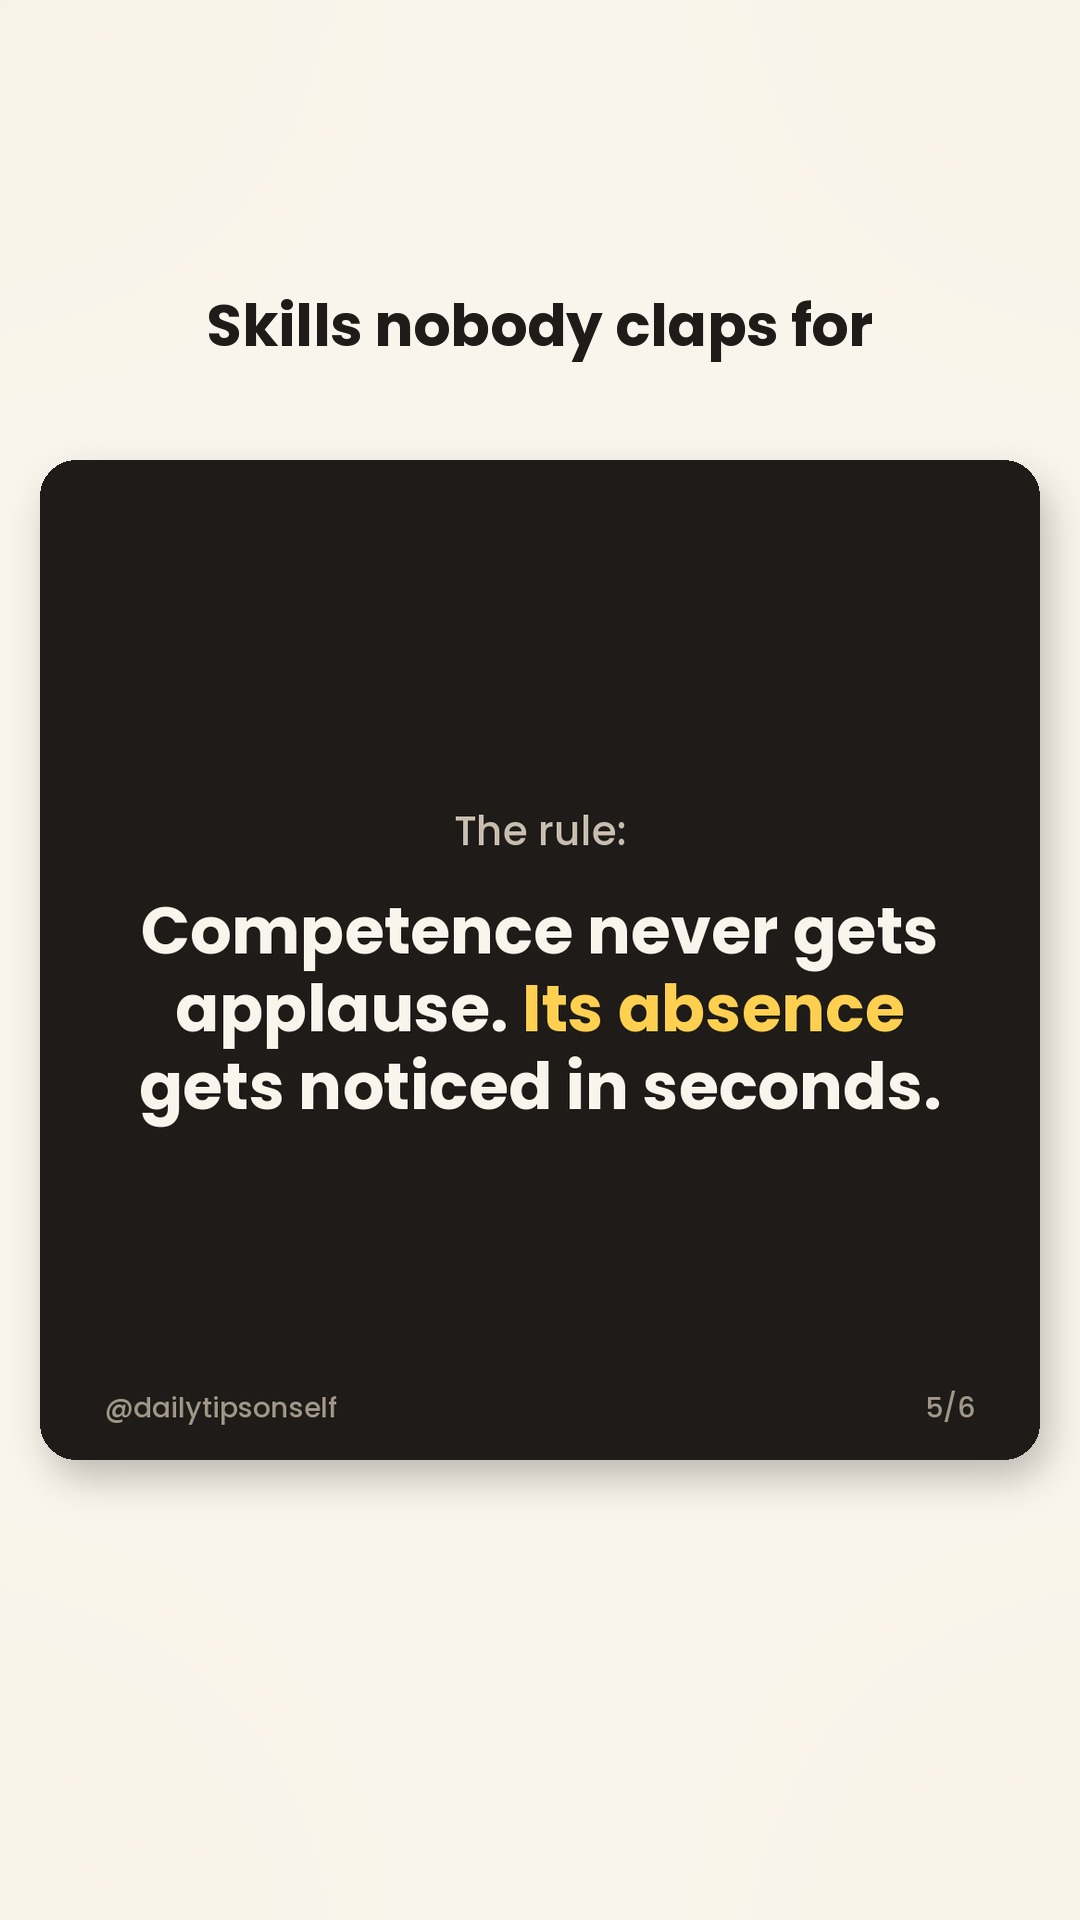 Skills nobody claps for
The rule:
Competence never gets
applause. Its absence
gets noticed in seconds.
@dailytipsonself
5/6